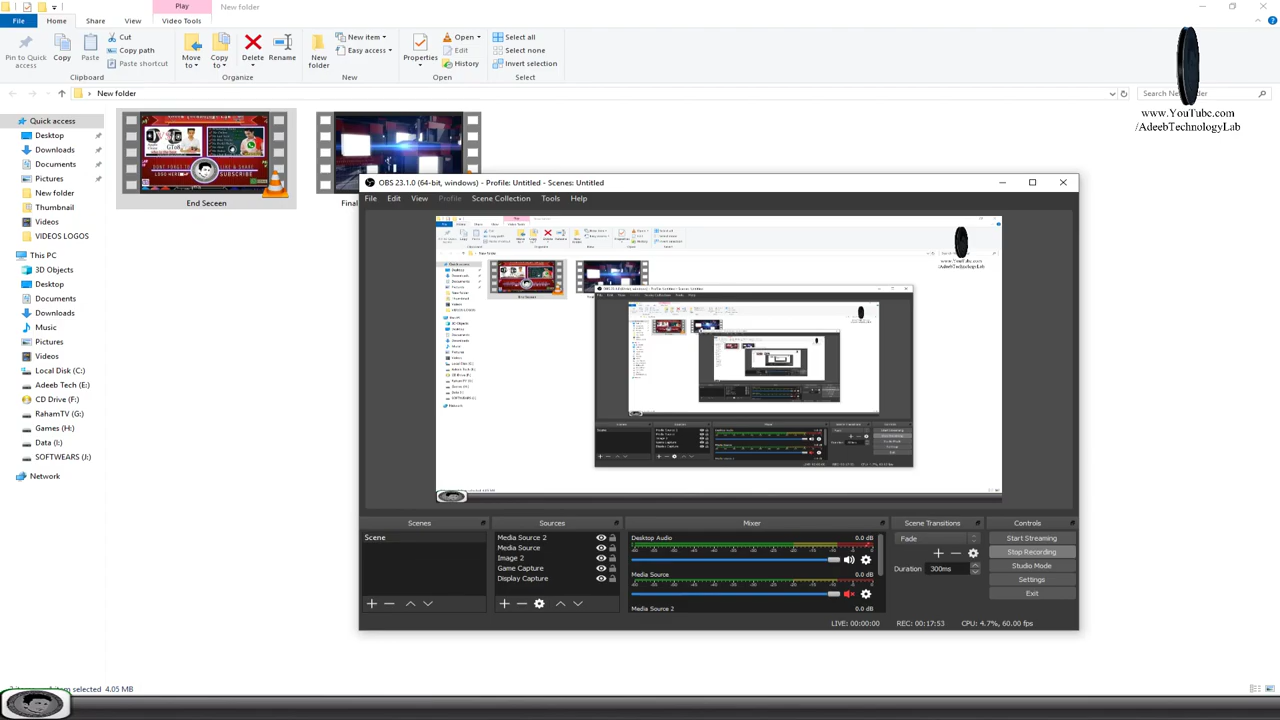 Play
New folder
File
Home
Share
View
Video Tools
Pin to Quick access
Copy
Paste
Cut
Copy path
Paste shortcut
Clipboard
Move to
Copy to
Delete
Rename
Organize
New folder
New item
Easy access
New
Properties
Open
Edit
History
Open
Select all
Select none
Invert selection
Select
New folder
www.YouTube.com
/AdeebTechnologyLab
Quick access
Desktop
Downloads
Documents
Pictures
New folder
Thumbnail
Videos
VIDEOS LOGOS
This PC
3D Objects
Desktop
Documents
Downloads
Music
Pictures
Videos
Local Disk (C:)
Adeeb Tech (E:)
CD Drive (F:)
RahamTV (G:)
Games (H:)
Data (I:)
SOFTWEARS (J:)
Network
SUBSCRIBE
End Seceen
OBS 23.1.0 (64-bit, windows) - Profile: Untitled - Scenes: Untitled
File Edit View Profile Scene Collection Tools Help
Scenes
Scene
Sources
Media Source 2
Media Source
Image 2
Game Capture
Display Capture
Mixer
Desktop Audio 0.0 dB
Media Source 0.0 dB
Media Source 2 0.0 dB
Scene Transitions
Fade
Duration 300ms
Controls
Start Streaming
Stop Recording
Studio Mode
Settings
Exit
LIVE: 00:00:00 REC: 00:17:53 CPU: 4.7%, 60.00 fps
selected 4.05 MB